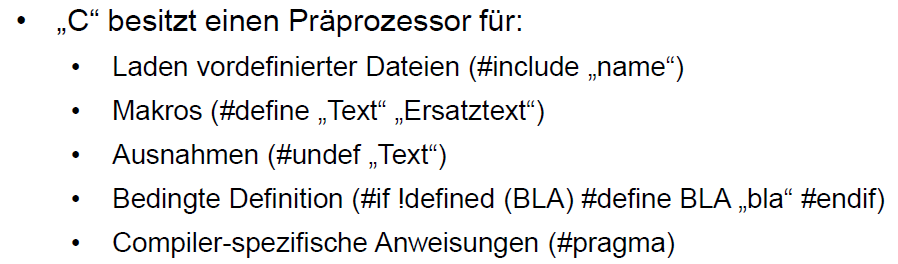 • „C“ besitzt einen Präprozessor für:
• Laden vordefinierter Dateien (#include „name“)
• Makros (#define „Text“ „Ersatztext“)
• Ausnahmen (#undef „Text“)
• Bedingte Definition (#if !defined (BLA) #define BLA „bla“ #endif)
• Compiler-spezifische Anweisungen (#pragma)